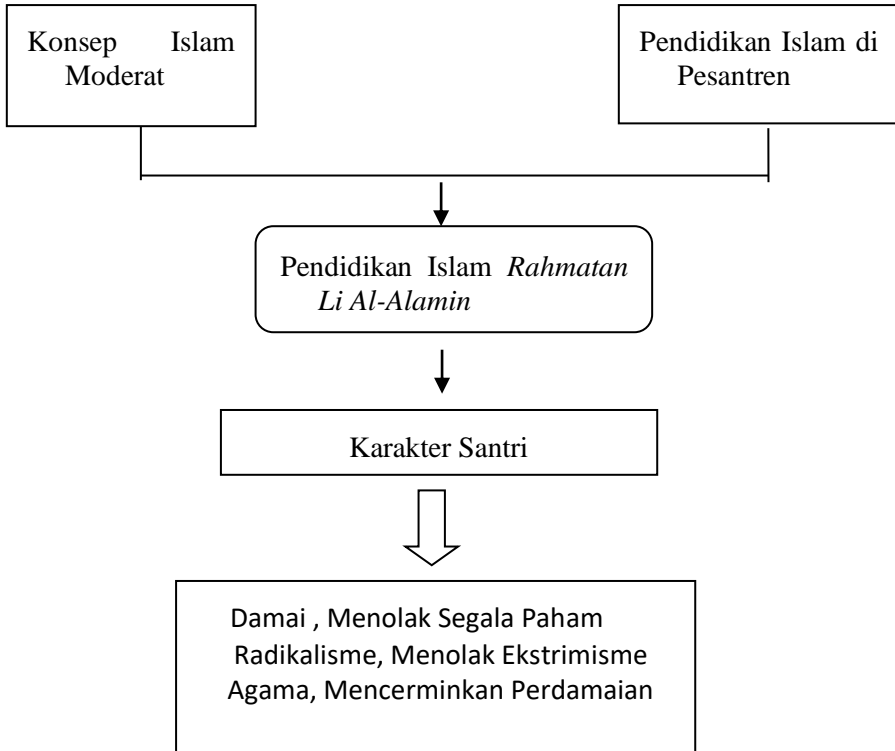 Konsep Islam
Moderat
Pendidikan Islam di
Pesantren
Pendidikan Islam Rahmatan
Li Al-Alamin
Karakter Santri
Damai , Menolak Segala Paham
Radikalisme, Menolak Ekstrimisme
Agama, Mencerminkan Perdamaian